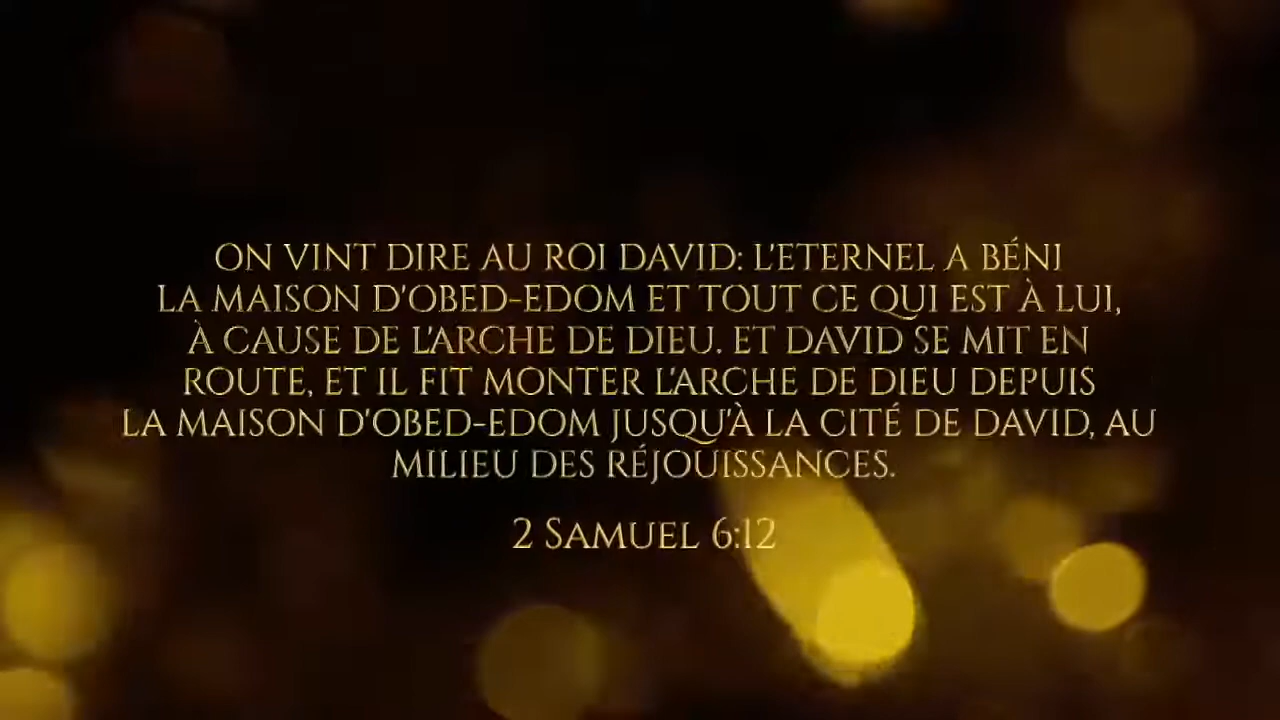 ON VINT DIRE AU ROI DAVID: L'ETERNEL A BÉNI
LA MAISON D'OBED-EDOM ET TOUT CE QUI EST À LUI,
À CAUSE DE L'ARCHE DE DIEU. ET DAVID SE MIT EN
ROUTE, ET IL FIT MONTER L'ARCHE DE DIEU DEPUIS
LA MAISON D'OBED-EDOM JUSQU'À LA CITÉ DE DAVID, AU
MILIEU DES RÉJOUISSANCES.
2 SAMUEL 6:12